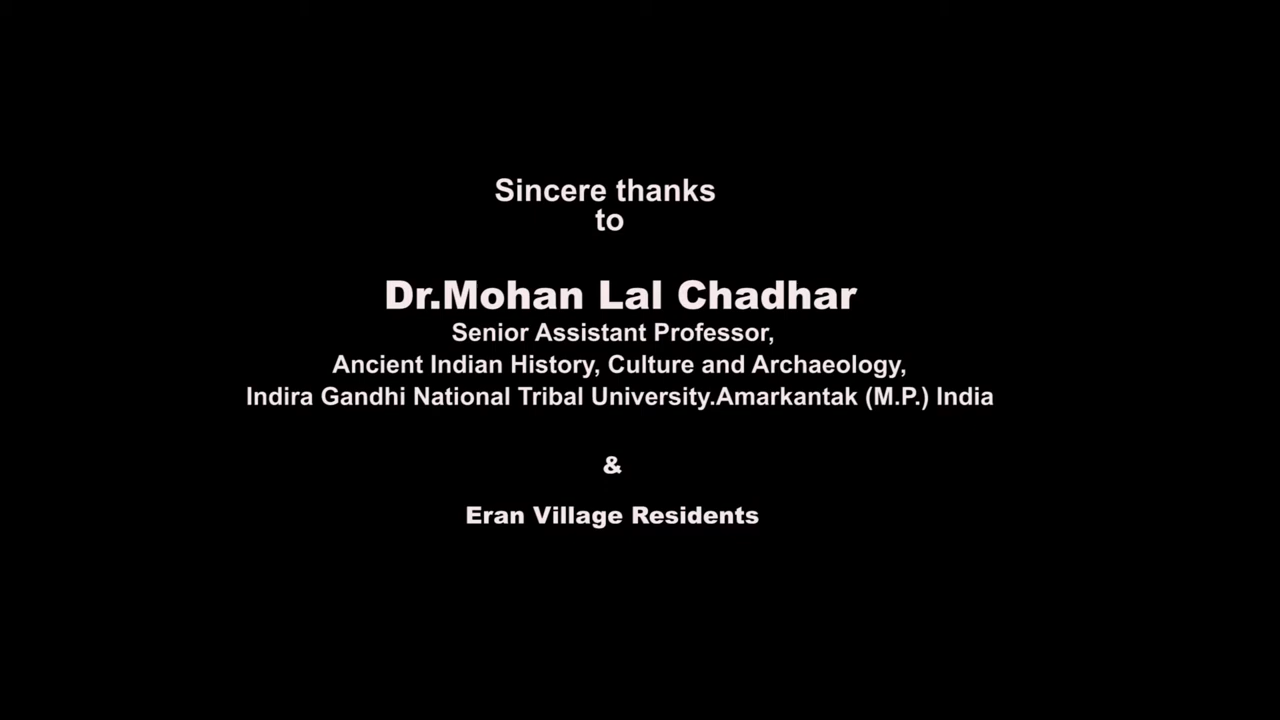 Sincere thanks
to
Dr.Mohan Lal Chadhar
Senior Assistant Professor,
Ancient Indian History, Culture and Archaeology,
Indira Gandhi National Tribal University.Amarkantak (M.P.) India
&
Eran Village Residents